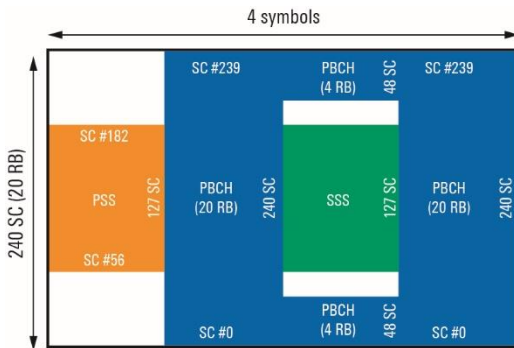 4 symbols
240 SC (20 RB)
SC #182
PSS
127 SC
SC #56
SC #239
PBCH
(20 RB)
240 SC
SC #0
PBCH
(4 RB)
48 SC
SSS
127 SC
PBCH
(4 RB)
48 SC
SC #239
PBCH
(20 RB)
240 SC
SC #0